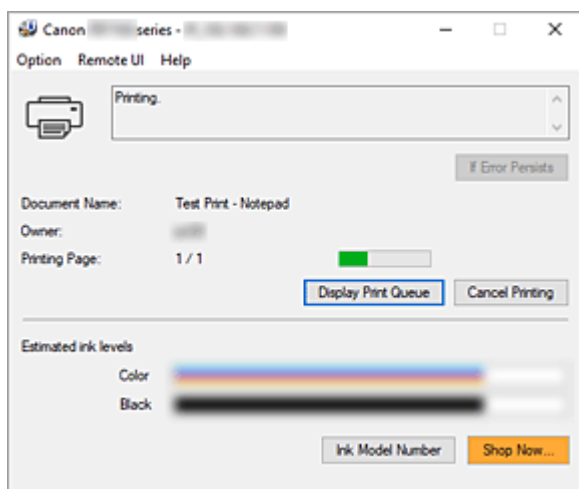 Canon series -
Option Remote UI Help
Printing.
If Error Persists
Document Name: Test Print - Notepad
Owner:
Printing Page: 1 / 1
Display Print Queue Cancel Printing
Estimated ink levels
Color
Black
Ink Model Number Shop Now...